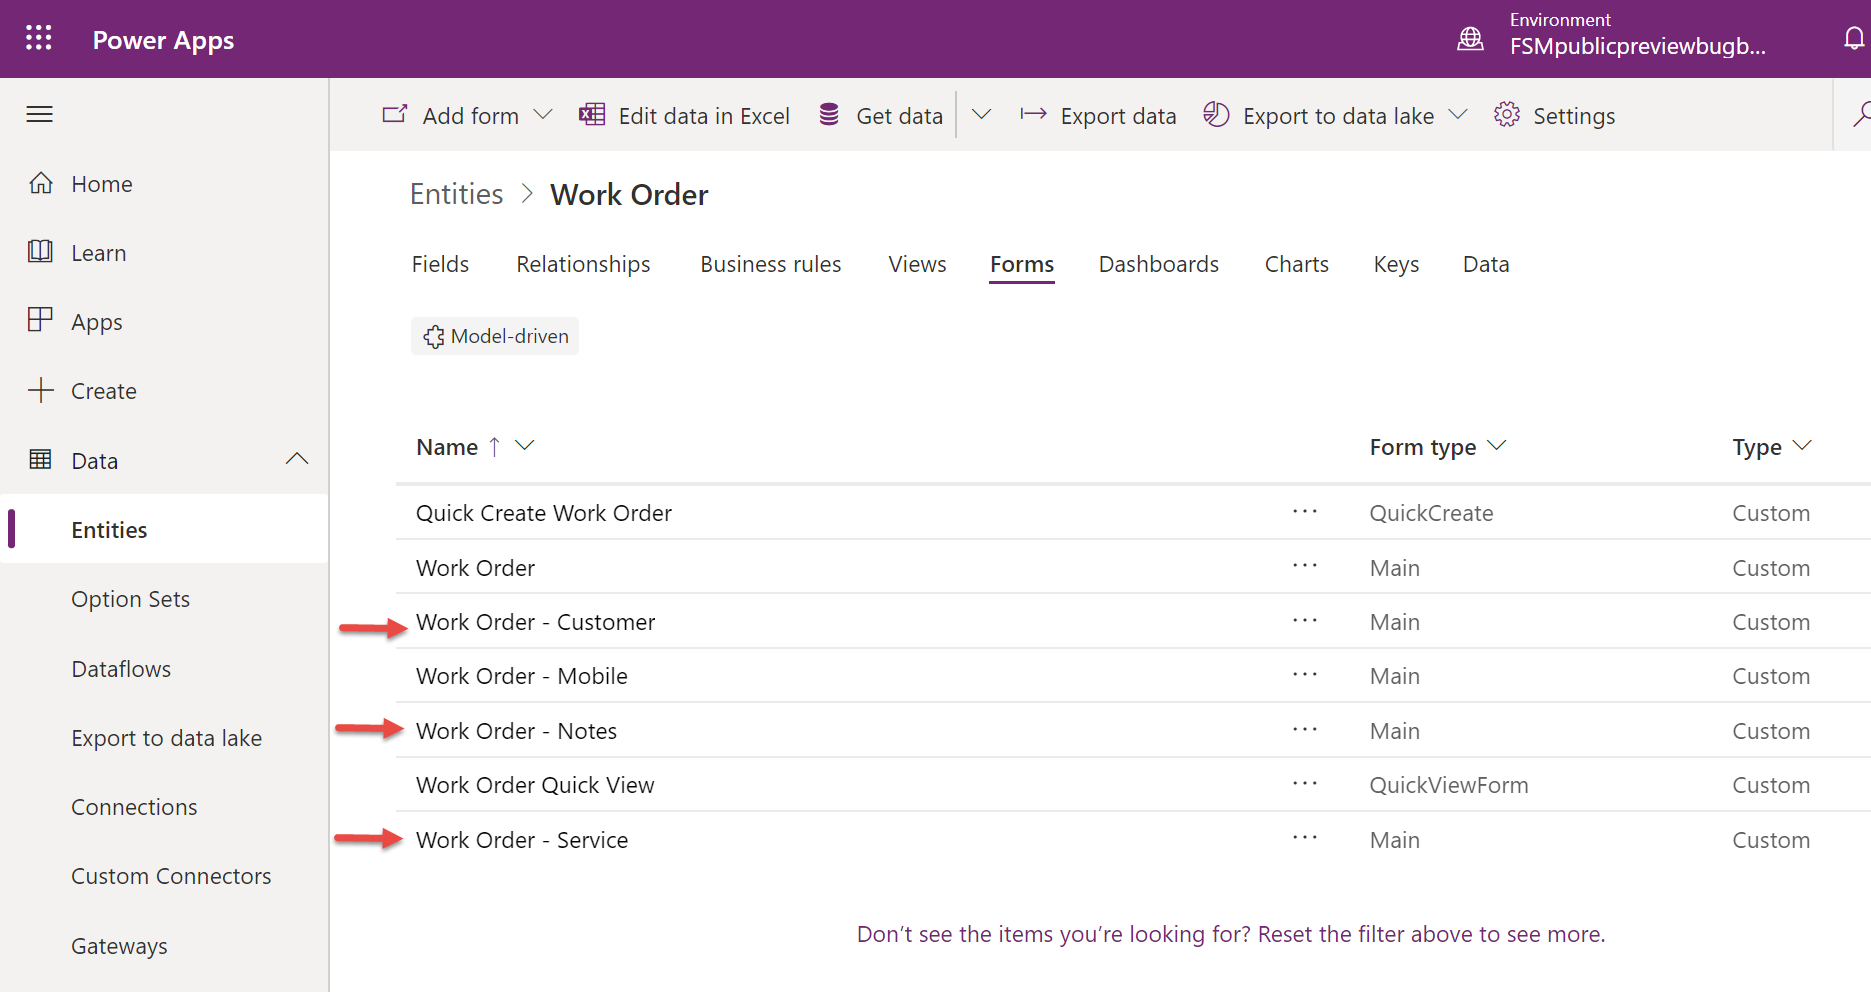 Power Apps
Environment
FSMpublicpreviewbugb...
Add form
Edit data in Excel
Get data
Export data
Export to data lake
Settings
Home
Learn
Apps
Create
Data
Entities
Option Sets
Dataflows
Export to data lake
Connections
Custom Connectors
Gateways
Entities > Work Order
Fields Relationships Business rules Views Forms Dashboards Charts Keys Data
Model-driven
Name ↑ Form type Type
Quick Create Work Order ··· QuickCreate Custom
Work Order ··· Main Custom
Work Order - Customer ··· Main Custom
Work Order - Mobile ··· Main Custom
Work Order - Notes ··· Main Custom
Work Order Quick View ··· QuickViewForm Custom
Work Order - Service ··· Main Custom
Don’t see the items you’re looking for? Reset the filter above to see more.